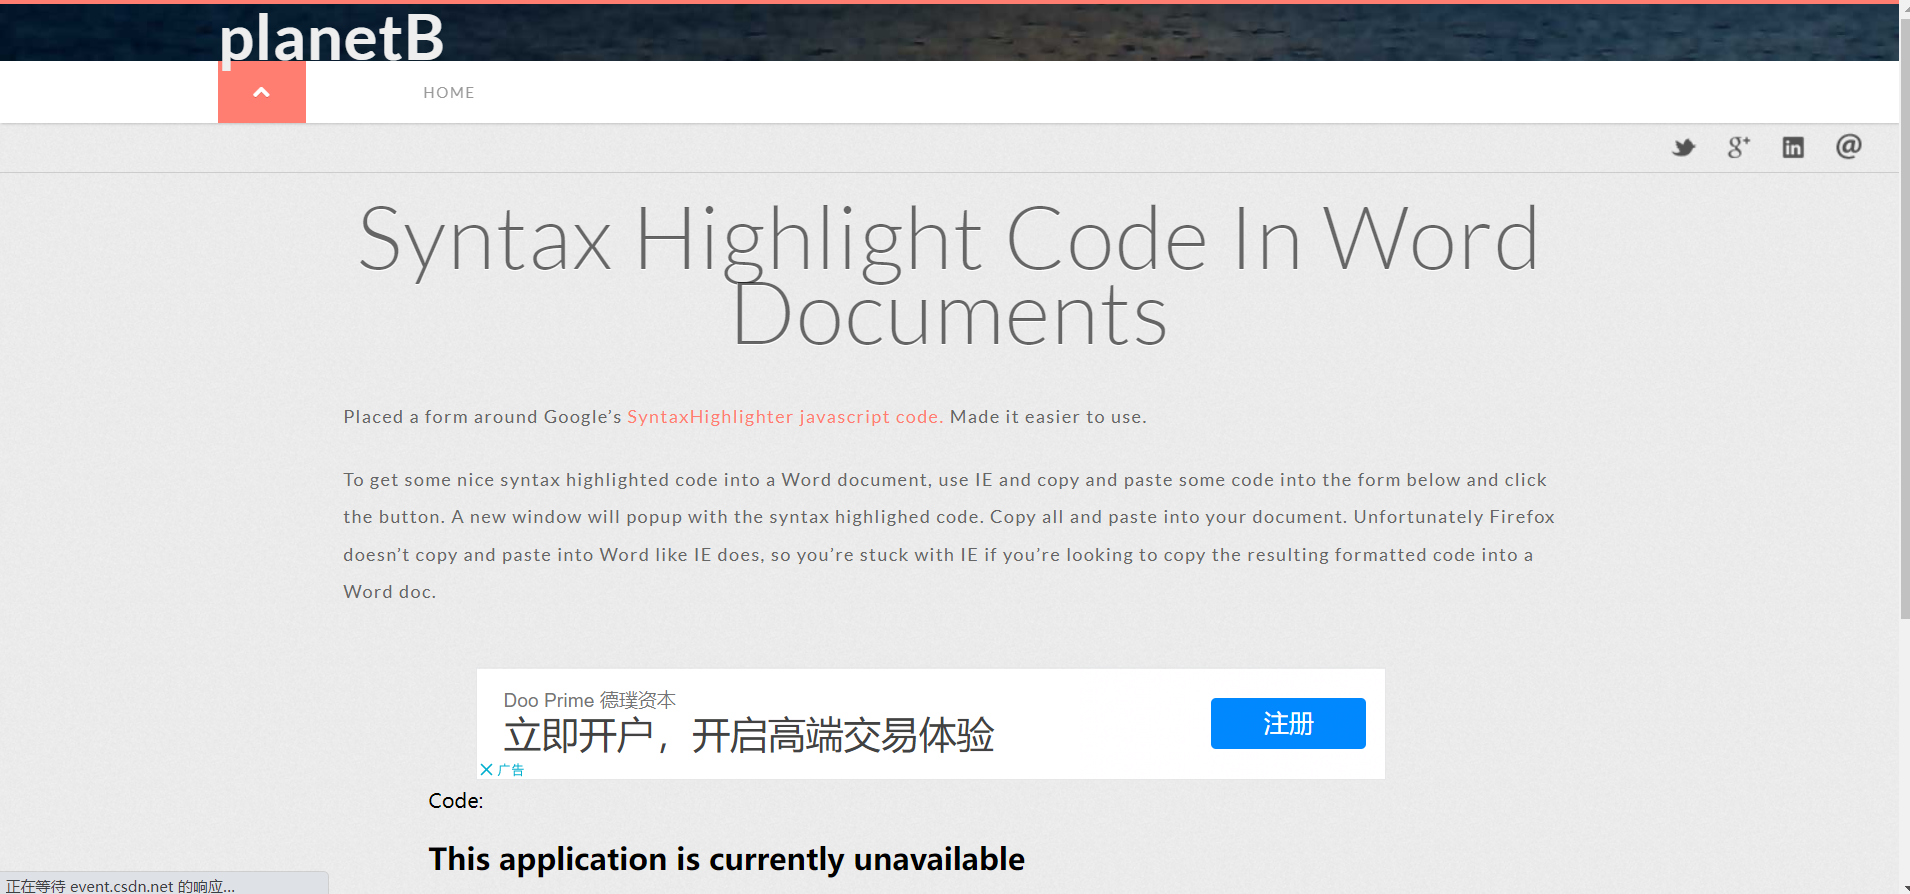 planetB
HOME
Syntax Highlight Code In Word
Documents
Placed a form around Google’s SyntaxHighlighter javascript code. Made it easier to use.
To get some nice syntax highlighted code into a Word document, use IE and copy and paste some code into the form below and click
the button. A new window will popup with the syntax highlighed code. Copy all and paste into your document. Unfortunately Firefox
doesn’t copy and paste into Word like IE does, so you’re stuck with IE if you’re looking to copy the resulting formatted code into a
Word doc.
Doo Prime 德璞资本
立即开户，开启高端交易体验
注册
广告
Code:
This application is currently unavailable
正在等待 event.csdn.net 的响应...